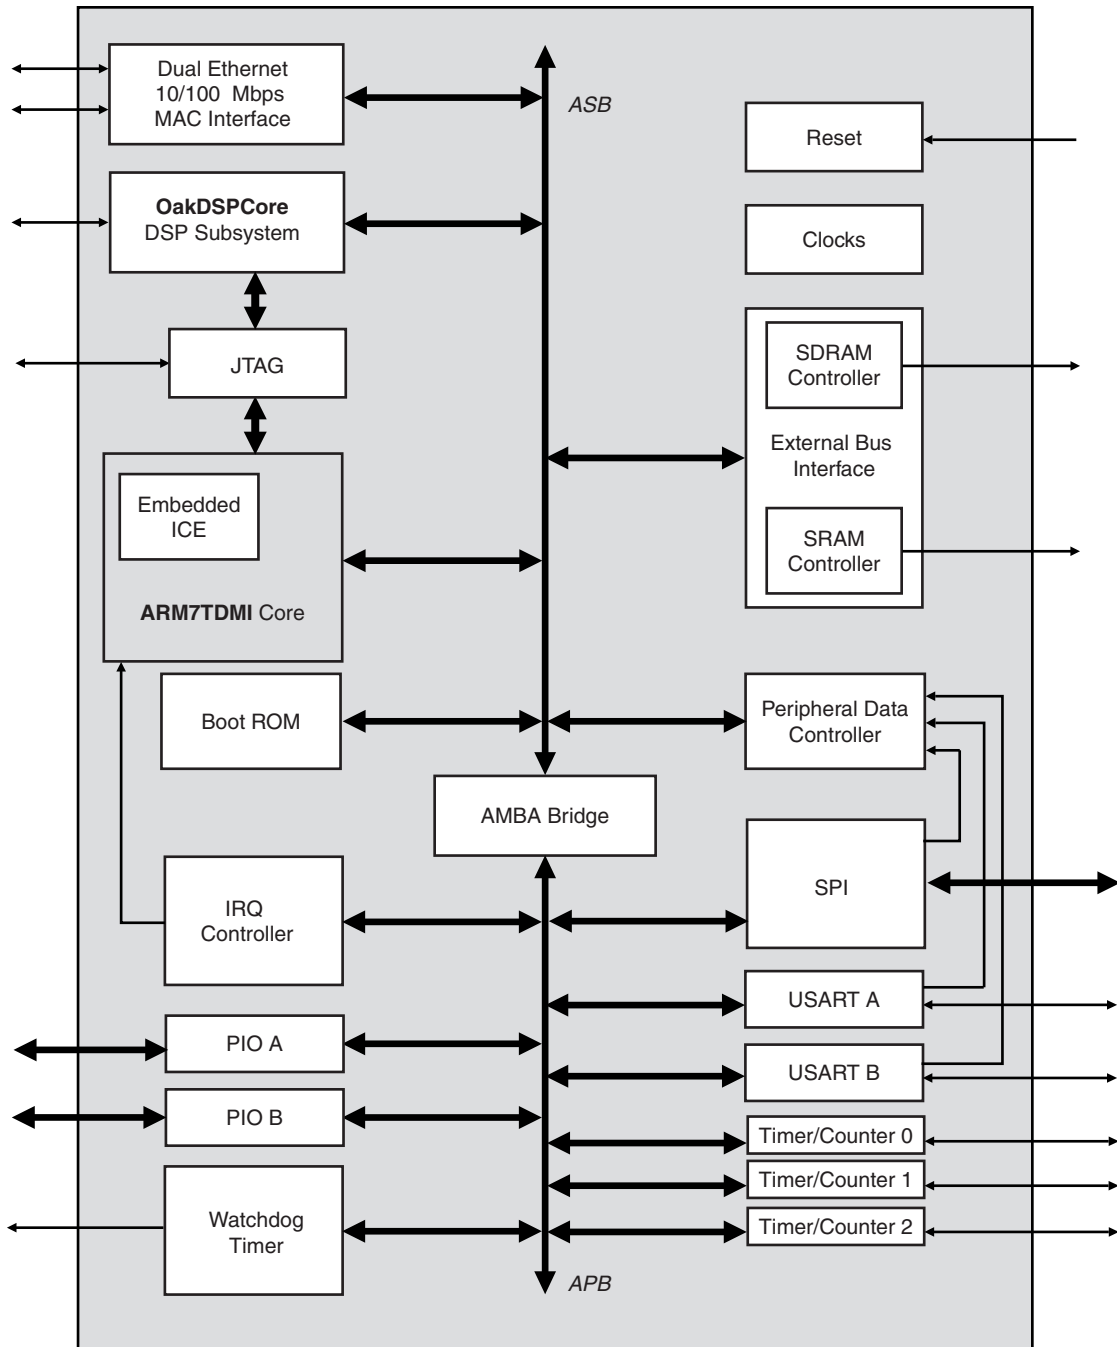 Dual Ethernet
10/100 Mbps
MAC Interface
ASB
Reset
OakDSPCore
DSP Subsystem
Clocks
JTAG
SDRAM
Controller
External Bus
Interface
SRAM
Controller
Embedded
ICE
ARM7TDMI Core
Boot ROM
Peripheral Data
Controller
AMBA Bridge
SPI
IRQ
Controller
USART A
PIO A
USART B
PIO B
Timer/Counter 0
Timer/Counter 1
Watchdog
Timer
Timer/Counter 2
APB